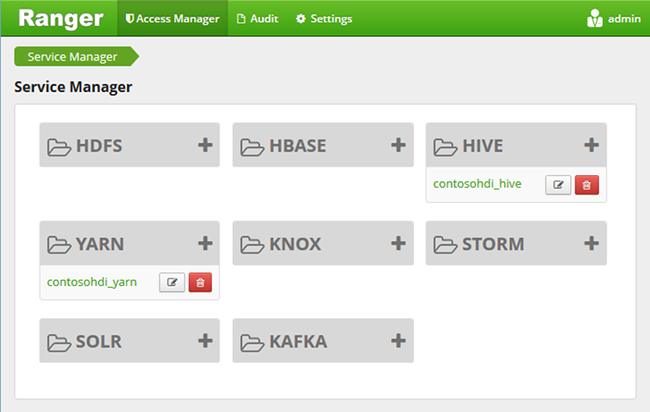 Ranger Access Manager Audit Settings admin
Service Manager
Service Manager
HDFS HBASE HIVE
contosohdi_hive
YARN KNOX STORM
contosohdi_yarn
SOLR KAFKA